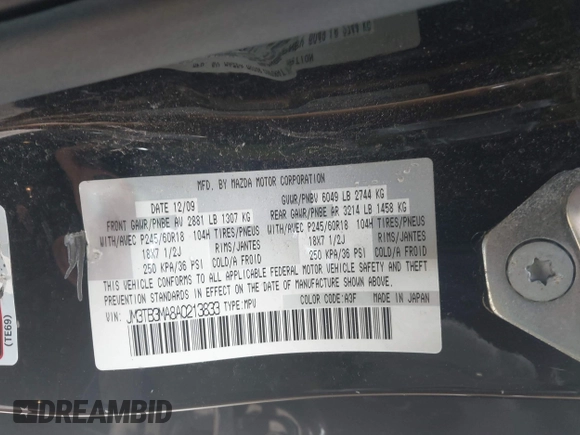 MFD. BY MAZDA MOTOR CORPORATION
DATE 12/09 GVWR/PNBV 6049 LB 2744 KG
FRONT GAWR/PNBE AV 2881 LB 1307 KG REAR GAWR/PNBE AR 3214 LB 1458 KG
WITH/AVEC P245/60R18 104H TIRES/PNEUS WITH/AVEC P245/60R18 104H TIRES/PNEUS
18X7 1/2J RIMS/JANTES 18X7 1/2J RIMS/JANTES
250 KPA/36 PSI COLD/A FROID 250 KPA/36 PSI COLD/A FROID
THIS VEHICLE CONFORMS TO ALL APPLICABLE FEDERAL MOTOR VEHICLE SAFETY AND THEFT
PREVENTION STANDARDS IN EFFECT ON THE DATE OF MANUFACTURE SHOWN ABOVE.
VIN: JM3TB3MA8A0213833 TYPE: MPV COLOR CODE: A3F MADE IN JAPAN
(TE69)
DREAMBID